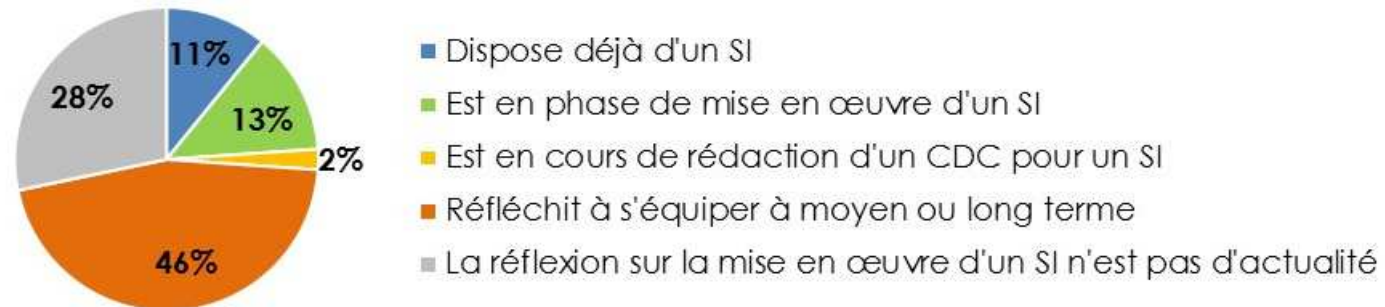 11%
13%
2%
46%
28%
Dispose déjà d'un SI
Est en phase de mise en œuvre d'un SI
Est en cours de rédaction d'un CDC pour un SI
Réfléchit à s'équiper à moyen ou long terme
La réflexion sur la mise en œuvre d'un SI n'est pas d'actualité